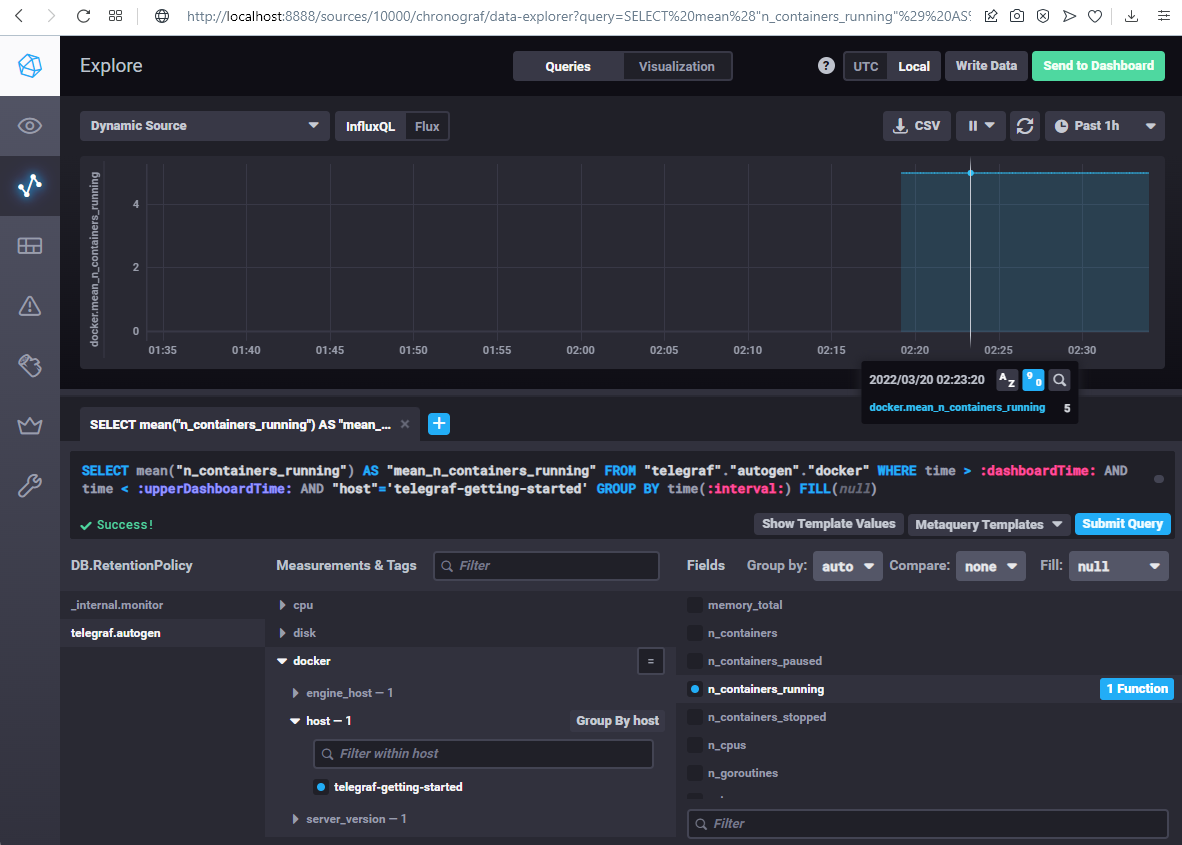 http://localhost:8888/sources/10000/chronograf/data-explorer?query=SELECT%20mean%28"n_containers_running"%29%20AS%
Explore
Queries
Visualization
?
UTC
Local
Write Data
Send to Dashboard
Dynamic Source
InfluxQL
Flux
CSV
Past 1h
docker.mean_n_containers_running
4
2
0
01:35
01:40
01:45
01:50
01:55
02:00
02:05
02:10
02:15
02:20
02:25
02:30
2022/03/20 02:23:20
A Z
9 0
docker.mean_n_containers_running 5
SELECT mean("n_containers_running") AS "mean_...
SELECT mean("n_containers_running") AS "mean_n_containers_running" FROM "telegraf"."autogen"."docker" WHERE time > :dashboardTime: AND
time < :upperDashboardTime: AND "host"='telegraf-getting-started' GROUP BY time(:interval:) FILL(null)
Success!
Show Template Values
Metaquery Templates
Submit Query
DB.RetentionPolicy
Measurements & Tags
Filter
Fields
Group by:
auto
Compare:
none
Fill:
null
_internal.monitor
telegraf.autogen
cpu
disk
docker
=
engine_host — 1
host — 1
Group By host
Filter within host
telegraf-getting-started
server_version — 1
memory_total
n_containers
n_containers_paused
n_containers_running
1 Function
n_containers_stopped
n_cpus
n_goroutines
Filter